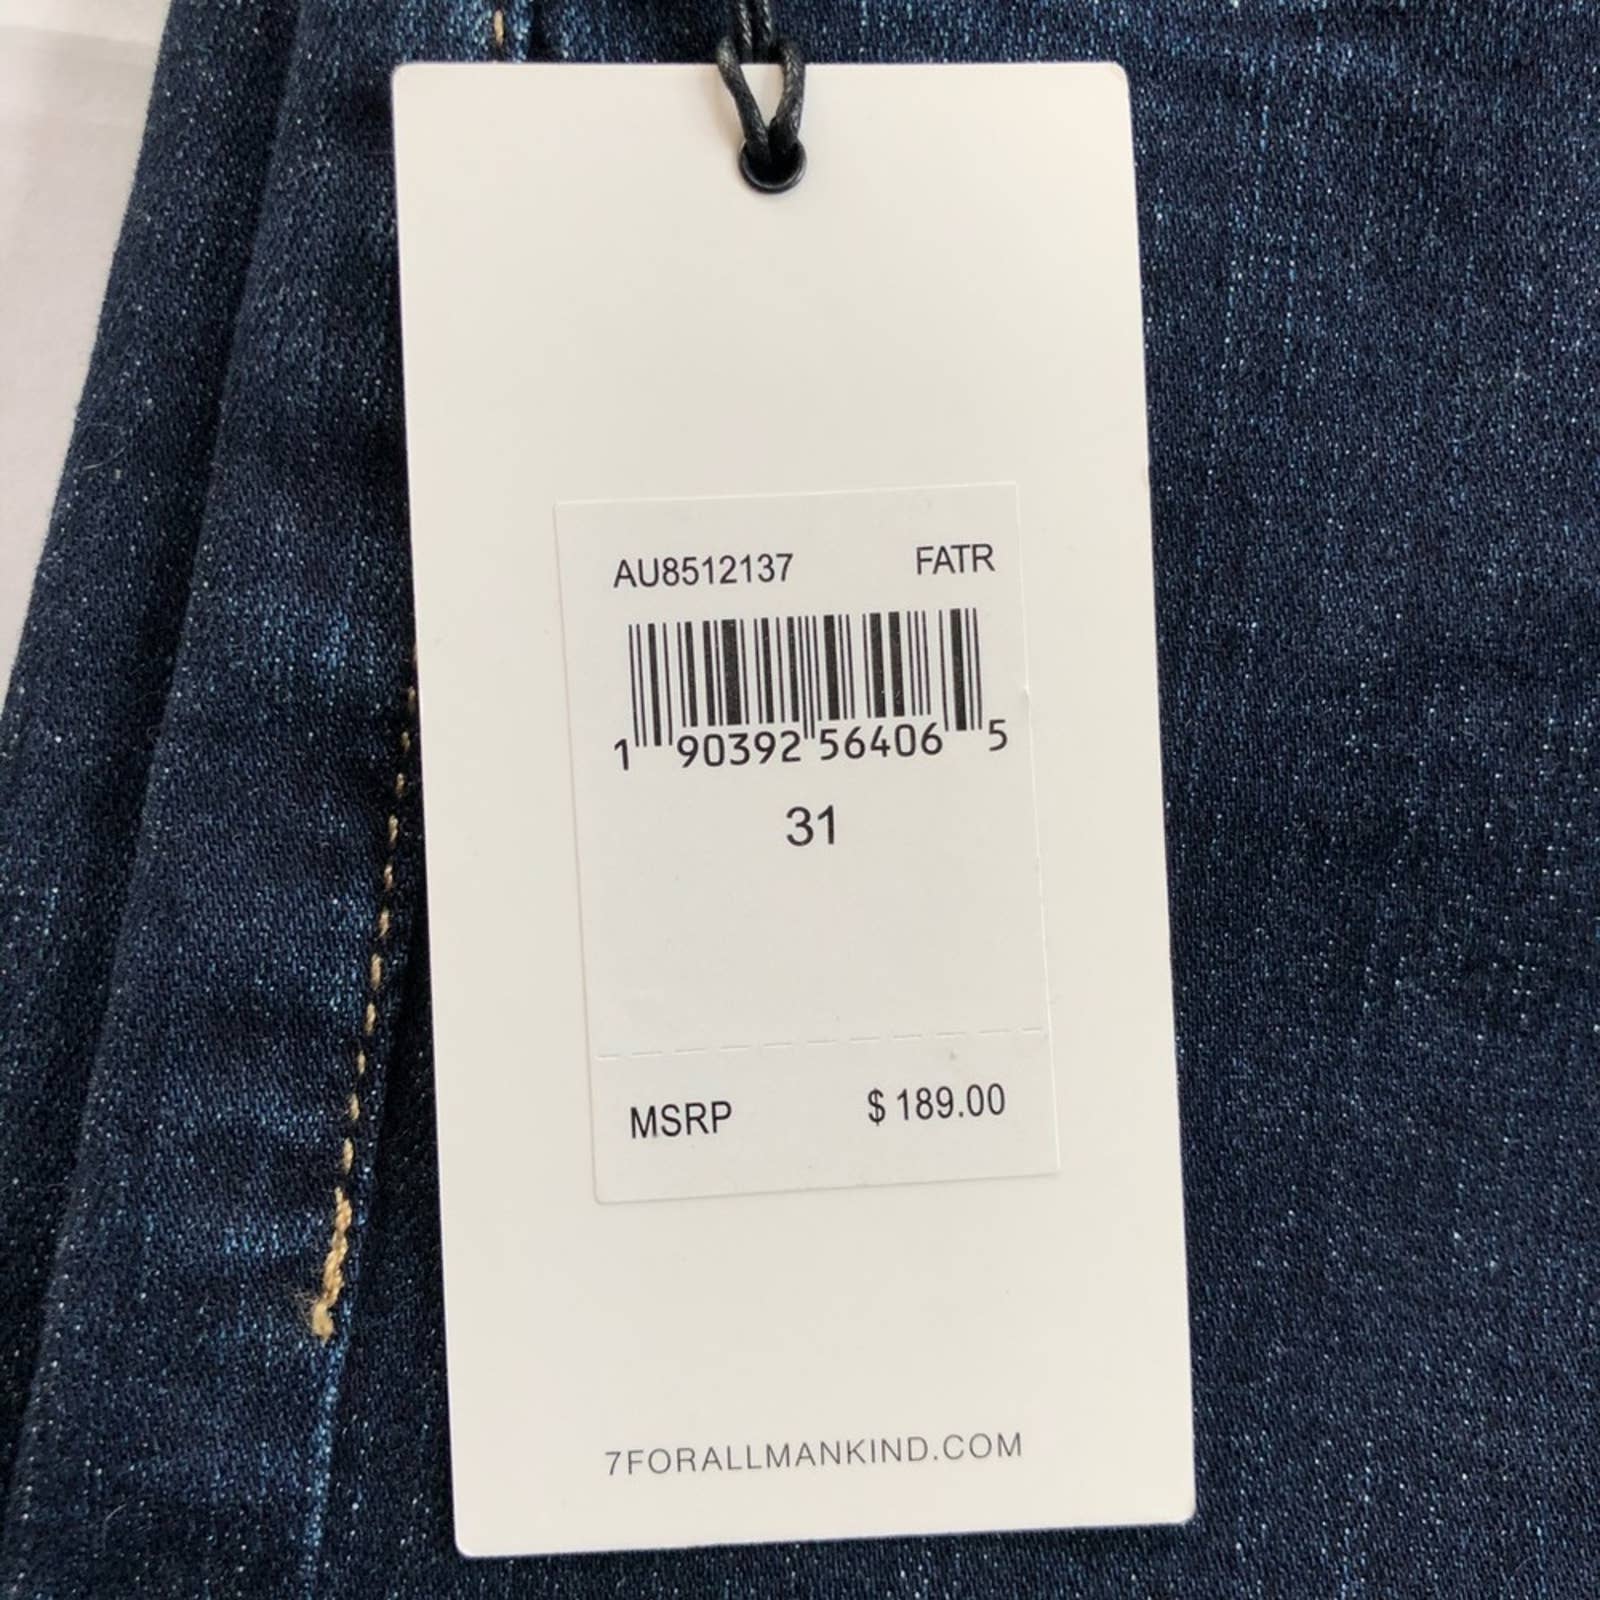 AU8512137 FATR
1 90392 56406 5
31
MSRP $ 189.00
7FORALLMANKIND.COM